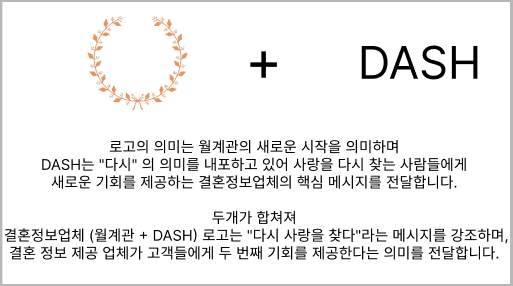 + DASH
로고의 의미는 월계관의 새로운 시작을 의미하며
DASH는 "다시" 의 의미를 내포하고 있어 사랑을 다시 찾는 사람들에게
새로운 기회를 제공하는 결혼정보업체의 핵심 메시지를 전달합니다.
두개가 합쳐져
결혼정보업체 (월계관 + DASH) 로고는 "다시 사랑을 찾다"라는 메시지를 강조하며,
결혼 정보 제공 업체가 고객들에게 두 번째 기회를 제공한다는 의미를 전달합니다.